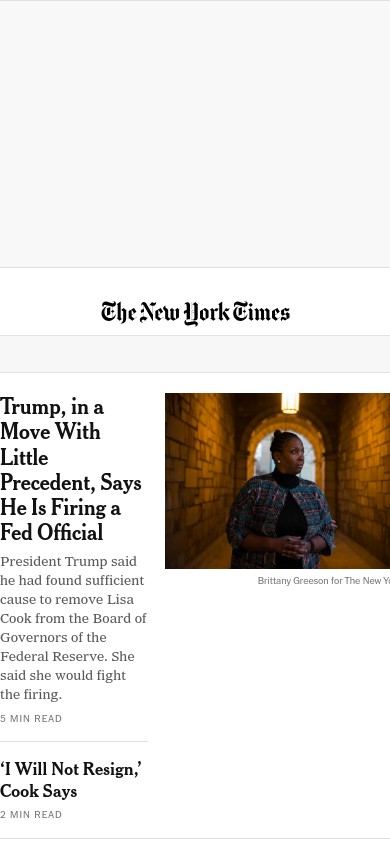 The New York Times
Trump, in a
Move With
Little
Precedent, Says
He Is Firing a
Fed Official
President Trump said
he had found sufficient
cause to remove Lisa
Cook from the Board of
Governors of the
Federal Reserve. She
said she would fight
the firing.
5 MIN READ
Brittany Greeson for The New Yo
‘I Will Not Resign,’
Cook Says
2 MIN READ